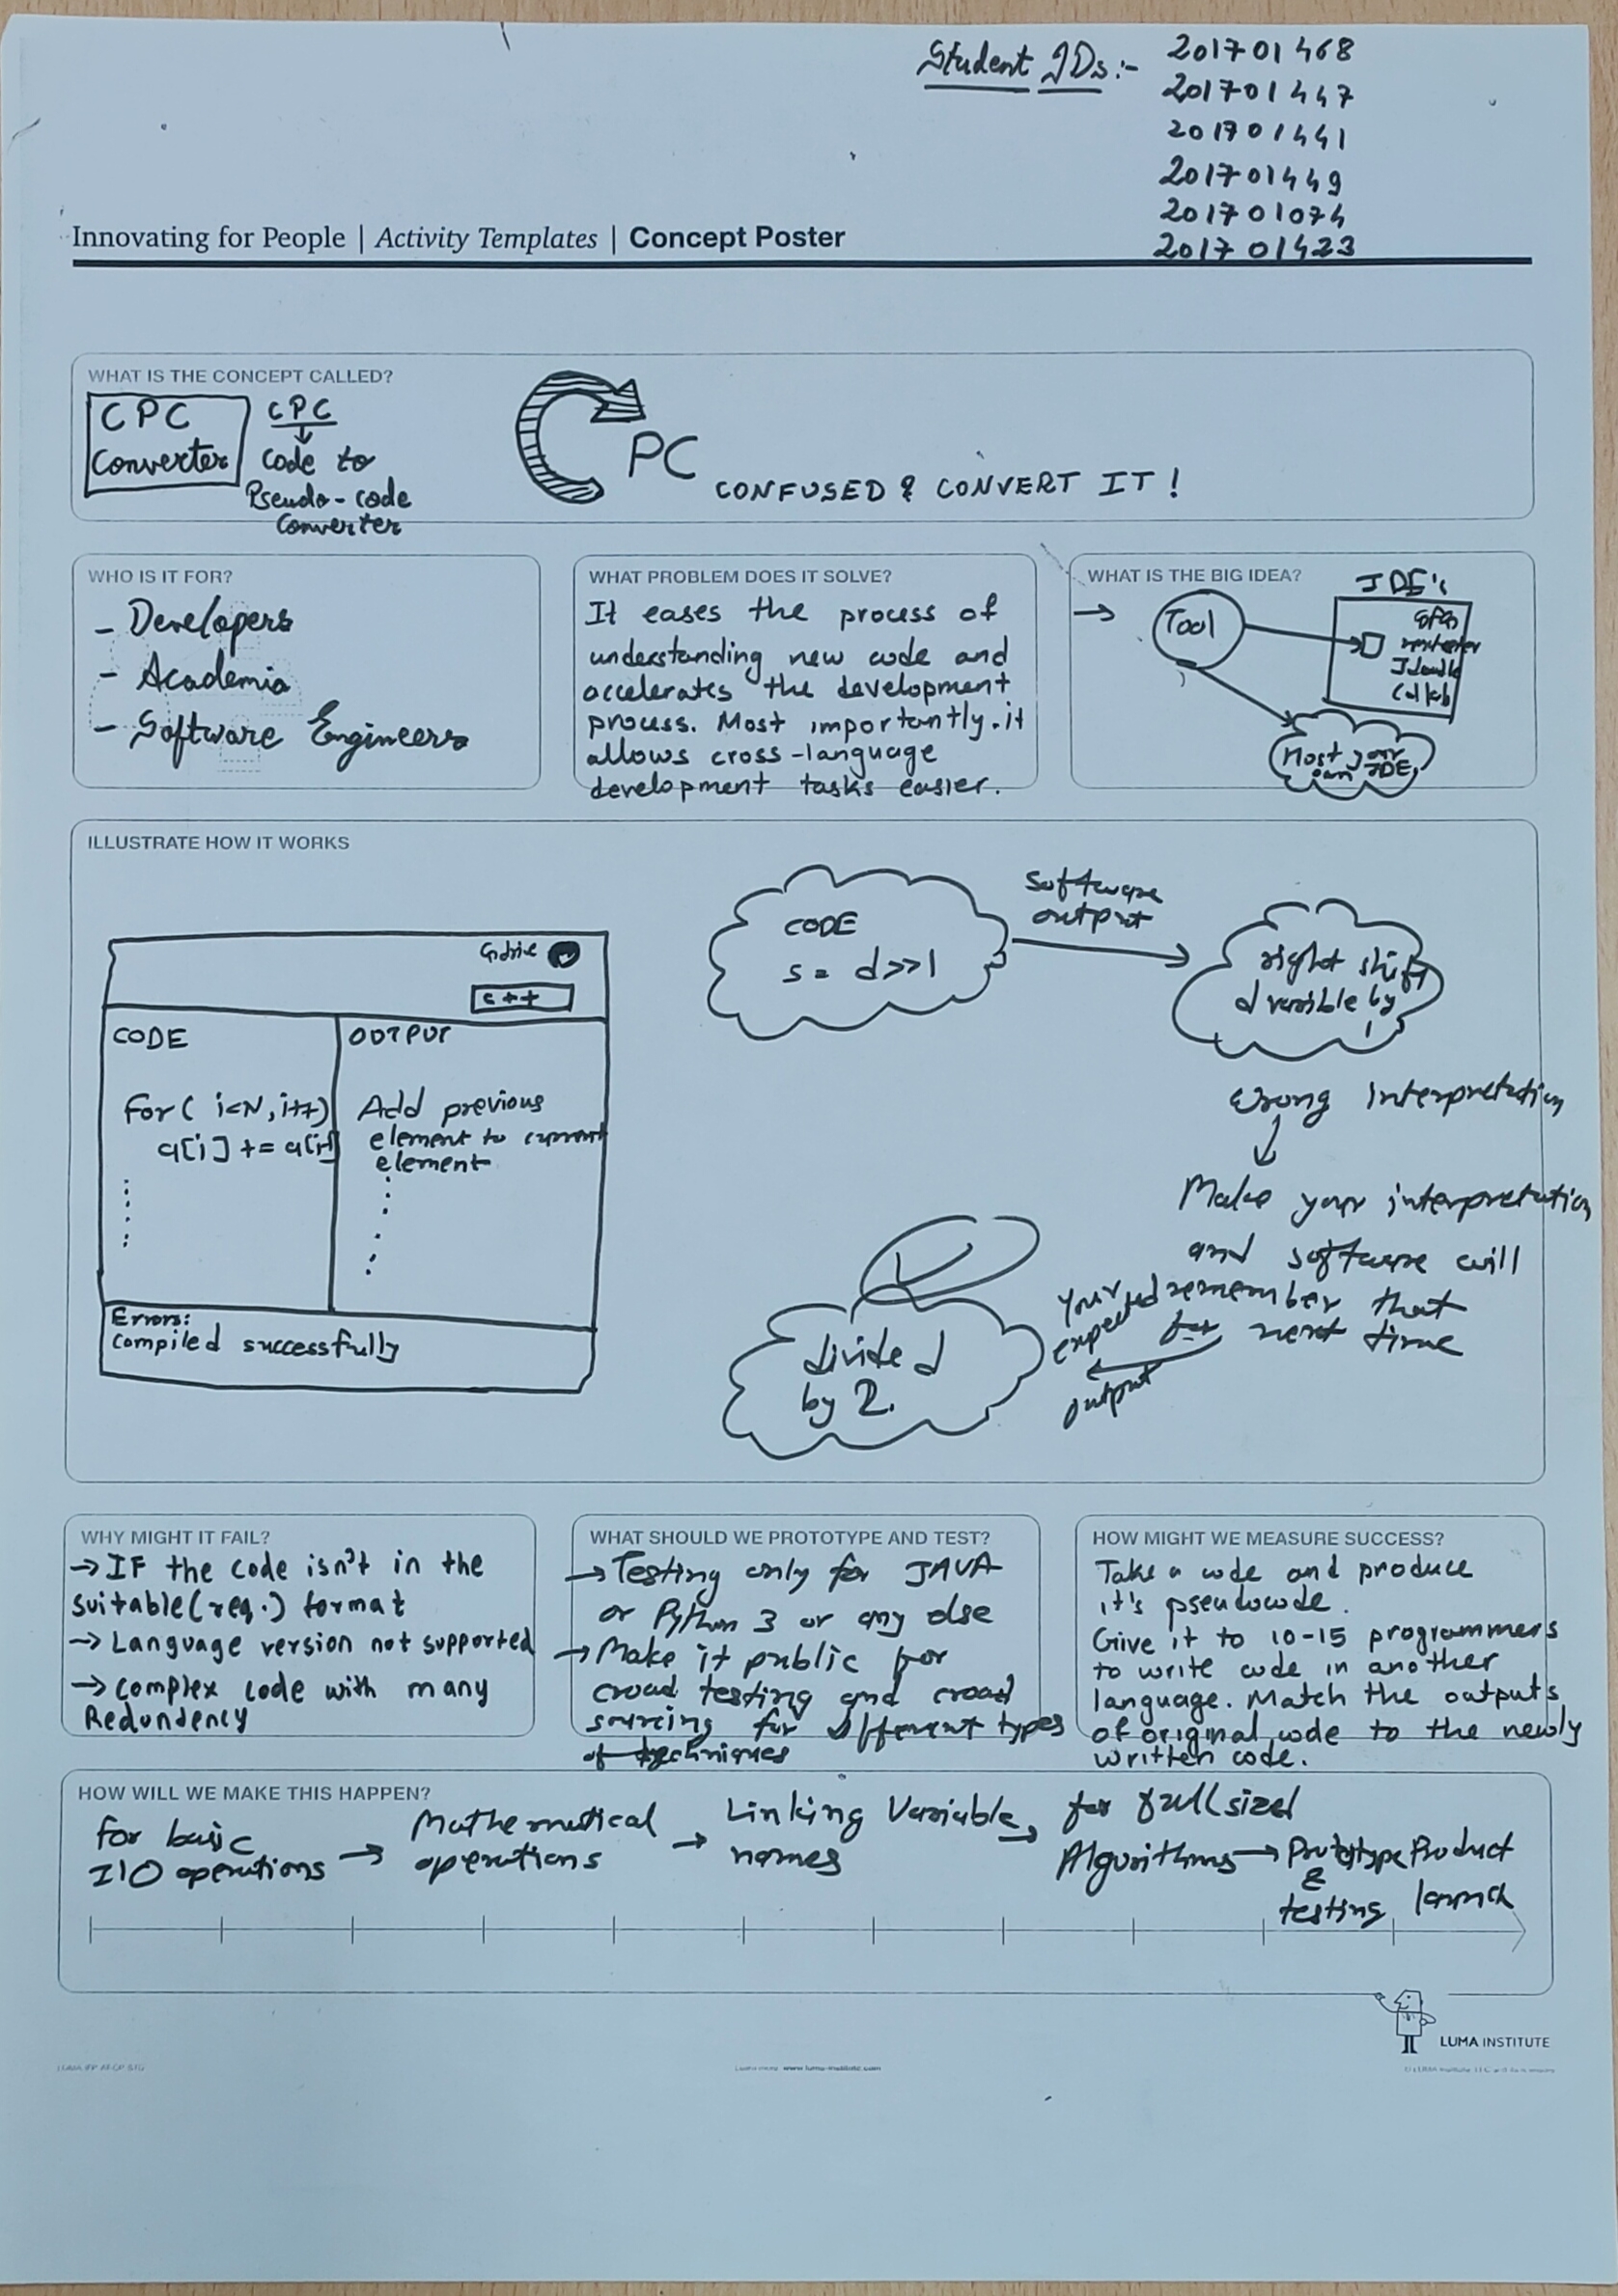 Student IDs:- 201701468
201701447
201701441
201701449
201701074
201701423
Innovating for People | Activity Templates | Concept Poster
WHAT IS THE CONCEPT CALLED?
CPC
Converter
CPC
Code to
Pseudo-code
Converter
CPC
CONFUSED? CONVERT IT!
WHO IS IT FOR?
- Developers
- Academia
- Software Engineers
WHAT PROBLEM DOES IT SOLVE?
It eases the process of
understanding new code and
accelerates the development
process. Most importantly, it
allows cross-language
development tasks easier.
WHAT IS THE BIG IDEA?
→ Tool
IDE's
GFG
Collab
Host your
own IDE
ILLUSTRATE HOW IT WORKS
Gdrive
C++
CODE
For( i<N, i++)
a[i] += a[i-1]
OUTPUT
Add previous
element to current
element
Errors:
Compiled successfully
CODE
s = d>>1
Software
output
right shift
d varible by
1
Wrong Interpretation
Make your interpretation
and software will
remember that
for next time
your
expected
output
divide d
by 2.
WHY MIGHT IT FAIL?
→ IF the code isn't in the
suitable(req.) format
→ Language version not supported
→ Complex code with many
Redundency
WHAT SHOULD WE PROTOTYPE AND TEST?
→ Testing only for JAVA
or Python 3 or any else
→ Make it public for
croud testing and croud
sourcing for different types
of techniques
HOW MIGHT WE MEASURE SUCCESS?
Take a code and produce
it's pseudocode.
Give it to 10-15 programmers
to write code in another
language. Match the outputs
of original code to the newly
written code.
HOW WILL WE MAKE THIS HAPPEN?
For basic
I/O operations
→ Mathematical
operations
→ Linking Variable
names
→ for full sized
Algorithms
→ Prototype
&
testing
Product
launch
LUMA INSTITUTE
www.luma-institute.com